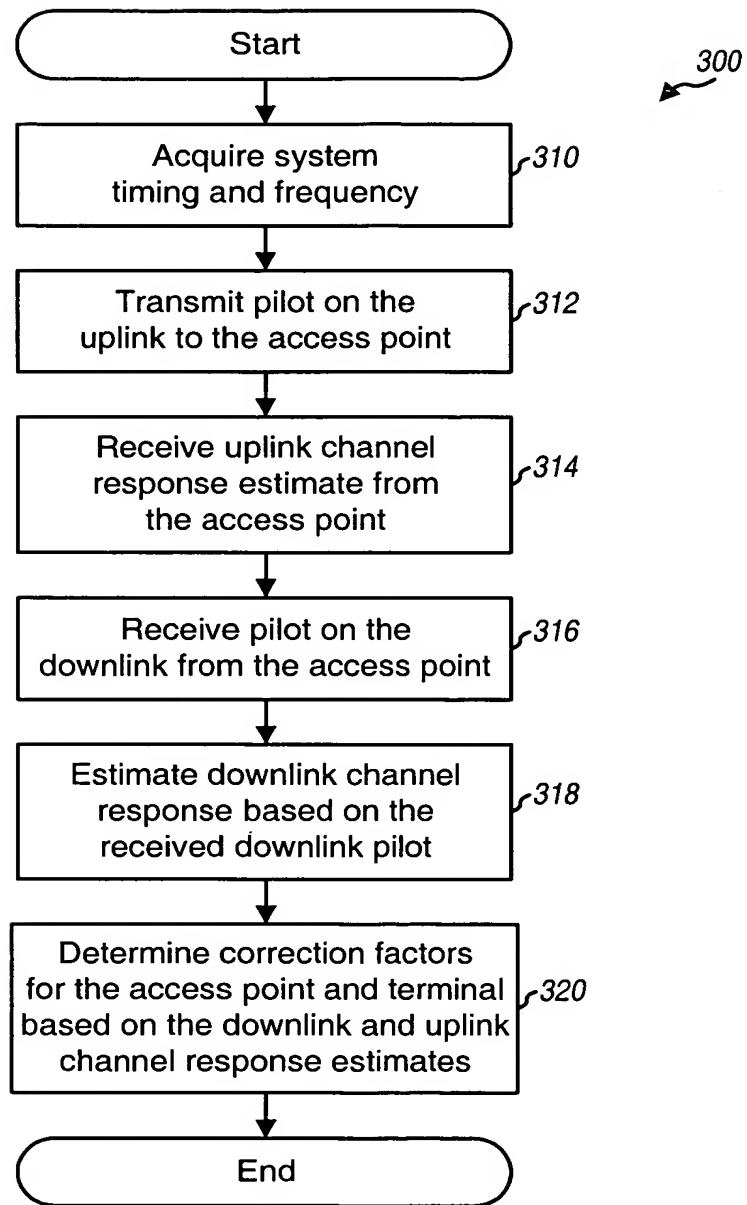 Start
300
Acquire system
timing and frequency
310
Transmit pilot on the
uplink to the access point
312
Receive uplink channel
response estimate from
the access point
314
Receive pilot on the
downlink from the access point
316
Estimate downlink channel
response based on the
received downlink pilot
318
Determine correction factors
for the access point and terminal
based on the downlink and uplink
channel response estimates
320
End